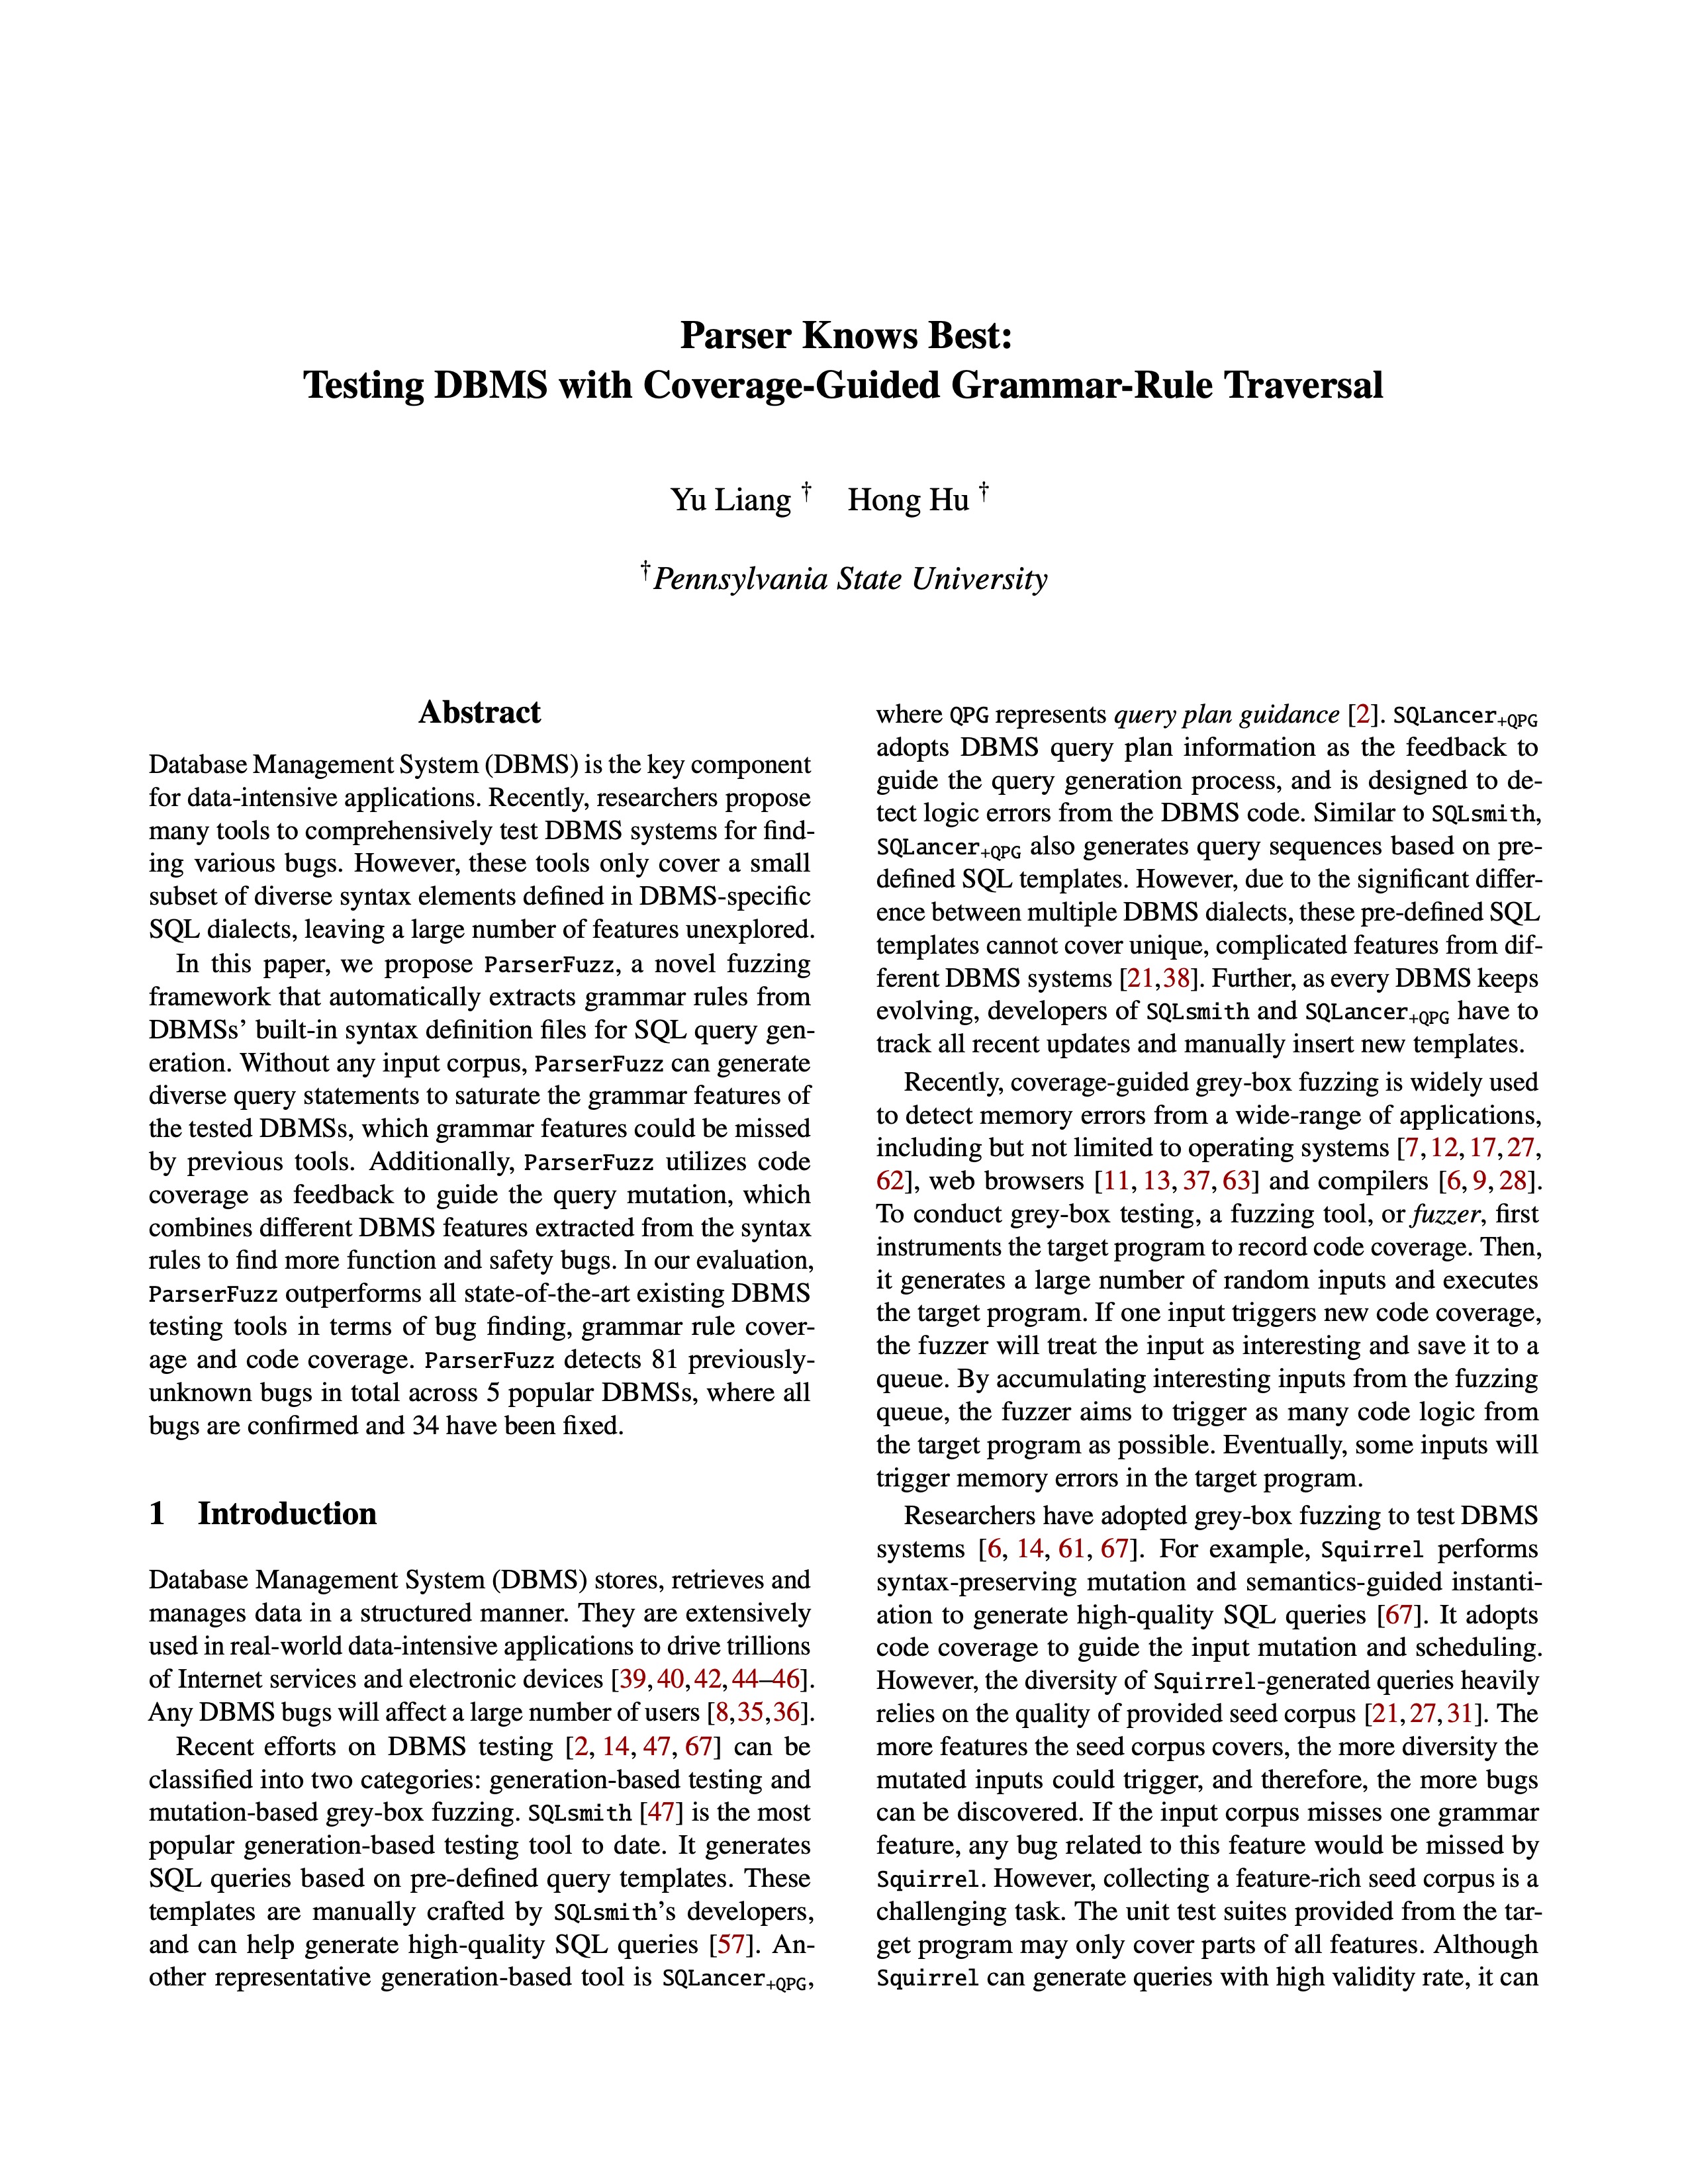 Parser Knows Best:
Testing DBMS with Coverage-Guided Grammar-Rule Traversal
Yu Liang † Hong Hu †
†Pennsylvania State University
Abstract
Database Management System (DBMS) is the key component
for data-intensive applications. Recently, researchers propose
many tools to comprehensively test DBMS systems for find-
ing various bugs. However, these tools only cover a small
subset of diverse syntax elements defined in DBMS-specific
SQL dialects, leaving a large number of features unexplored.
In this paper, we propose ParserFuzz, a novel fuzzing
framework that automatically extracts grammar rules from
DBMSs’ built-in syntax definition files for SQL query gen-
eration. Without any input corpus, ParserFuzz can generate
diverse query statements to saturate the grammar features of
the tested DBMSs, which grammar features could be missed
by previous tools. Additionally, ParserFuzz utilizes code
coverage as feedback to guide the query mutation, which
combines different DBMS features extracted from the syntax
rules to find more function and safety bugs. In our evaluation,
ParserFuzz outperforms all state-of-the-art existing DBMS
testing tools in terms of bug finding, grammar rule cover-
age and code coverage. ParserFuzz detects 81 previously-
unknown bugs in total across 5 popular DBMSs, where all
bugs are confirmed and 34 have been fixed.
1 Introduction
Database Management System (DBMS) stores, retrieves and
manages data in a structured manner. They are extensively
used in real-world data-intensive applications to drive trillions
of Internet services and electronic devices [39,40,42,44–46].
Any DBMS bugs will affect a large number of users [8,35,36].
Recent efforts on DBMS testing [2, 14, 47, 67] can be
classified into two categories: generation-based testing and
mutation-based grey-box fuzzing. SQLsmith [47] is the most
popular generation-based testing tool to date. It generates
SQL queries based on pre-defined query templates. These
templates are manually crafted by SQLsmith’s developers,
and can help generate high-quality SQL queries [57]. An-
other representative generation-based tool is SQLancer+QPG,
where QPG represents query plan guidance [2]. SQLancer+QPG
adopts DBMS query plan information as the feedback to
guide the query generation process, and is designed to de-
tect logic errors from the DBMS code. Similar to SQLsmith,
SQLancer+QPG also generates query sequences based on pre-
defined SQL templates. However, due to the significant differ-
ence between multiple DBMS dialects, these pre-defined SQL
templates cannot cover unique, complicated features from dif-
ferent DBMS systems [21,38]. Further, as every DBMS keeps
evolving, developers of SQLsmith and SQLancer+QPG have to
track all recent updates and manually insert new templates.
Recently, coverage-guided grey-box fuzzing is widely used
to detect memory errors from a wide-range of applications,
including but not limited to operating systems [7,12,17,27,
62], web browsers [11, 13, 37, 63] and compilers [6, 9, 28].
To conduct grey-box testing, a fuzzing tool, or fuzzer, first
instruments the target program to record code coverage. Then,
it generates a large number of random inputs and executes
the target program. If one input triggers new code coverage,
the fuzzer will treat the input as interesting and save it to a
queue. By accumulating interesting inputs from the fuzzing
queue, the fuzzer aims to trigger as many code logic from
the target program as possible. Eventually, some inputs will
trigger memory errors in the target program.
Researchers have adopted grey-box fuzzing to test DBMS
systems [6, 14, 61, 67]. For example, Squirrel performs
syntax-preserving mutation and semantics-guided instanti-
ation to generate high-quality SQL queries [67]. It adopts
code coverage to guide the input mutation and scheduling.
However, the diversity of Squirrel-generated queries heavily
relies on the quality of provided seed corpus [21,27,31]. The
more features the seed corpus covers, the more diversity the
mutated inputs could trigger, and therefore, the more bugs
can be discovered. If the input corpus misses one grammar
feature, any bug related to this feature would be missed by
Squirrel. However, collecting a feature-rich seed corpus is a
challenging task. The unit test suites provided from the tar-
get program may only cover parts of all features. Although
Squirrel can generate queries with high validity rate, it can